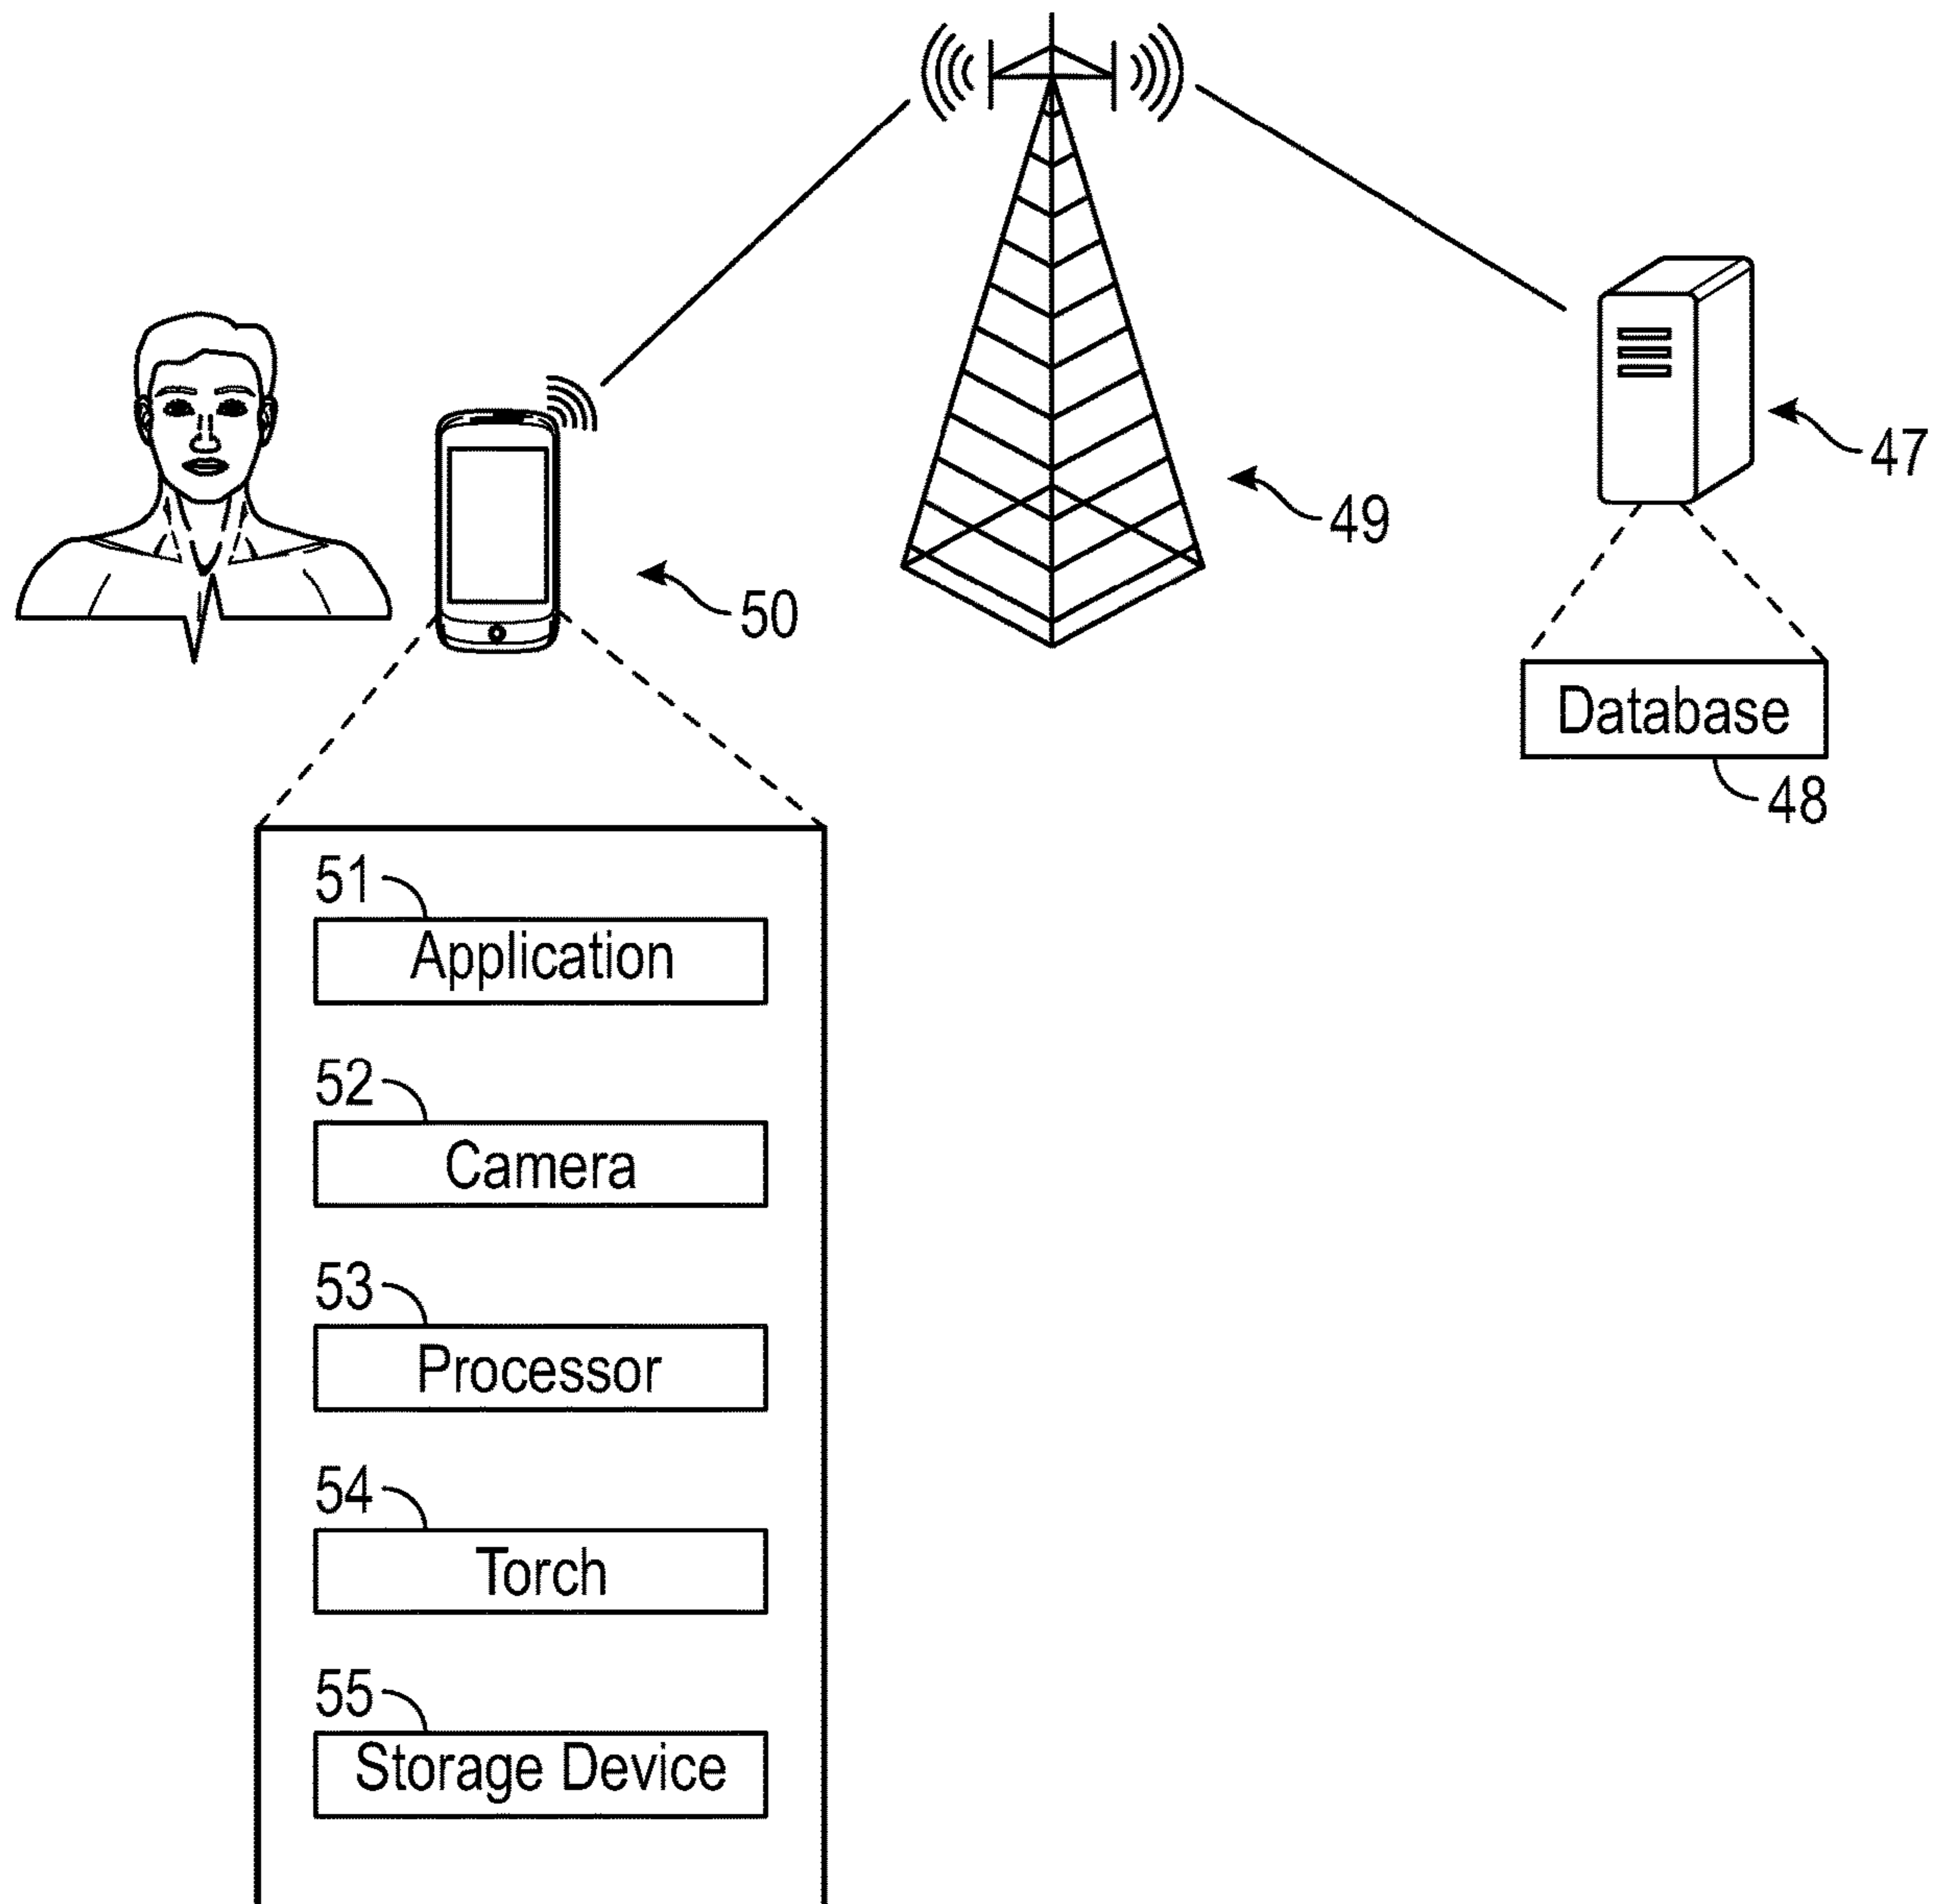 47
49
50
Database
48
51
Application
52
Camera
53
Processor
54
Torch
55
Storage Device